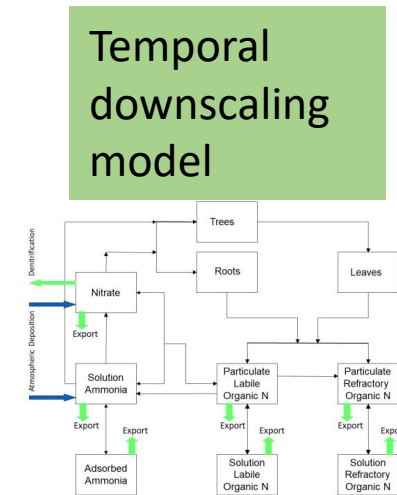 Temporal
downscaling
model
Trees
Denitrification
Roots
Leaves
Nitrate
Export
Atmospheric Deposition
Solution
Ammonia
Particulate
Labile
Organic N
Particulate
Refractory
Organic N
Export
Export
Export
Export
Export
Expo
Adsorbed
Ammonia
Solution
Labile
Organic N
Solution
Refractory
Organic N